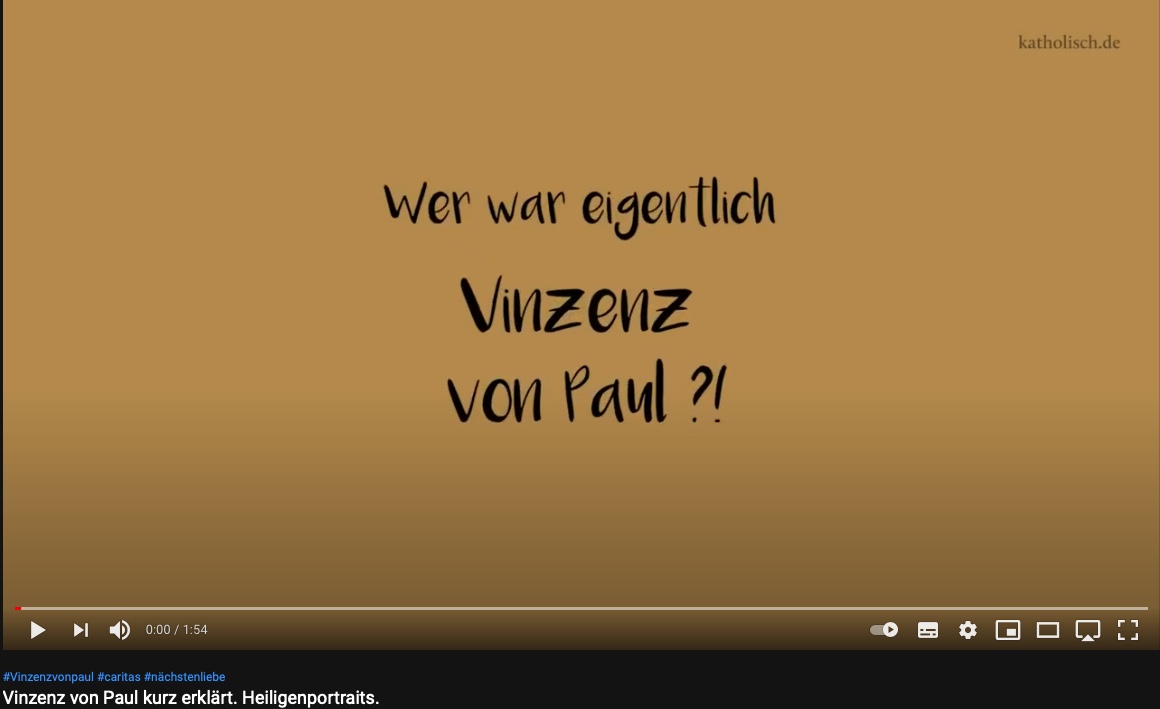 katholisch.de
Wer war eigentlich
Vinzenz
von Paul ?!
0:00 / 1:54
#Vinzenzvonpaul #caritas #nächstenliebe
Vinzenz von Paul kurz erklärt. Heiligenportraits.